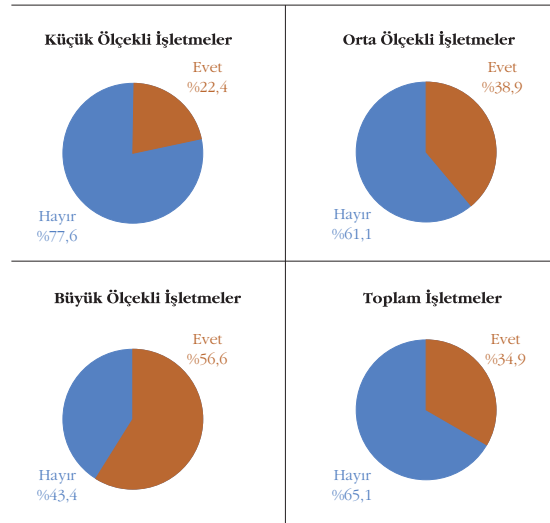 Küçük Ölçekli İşletmeler
Evet
%22,4
Hayır
%77,6
Orta Ölçekli İşletmeler
Evet
%38,9
Hayır
%61,1
Büyük Ölçekli İşletmeler
Evet
%56,6
Hayır
%43,4
Toplam İşletmeler
Evet
%34,9
Hayır
%65,1